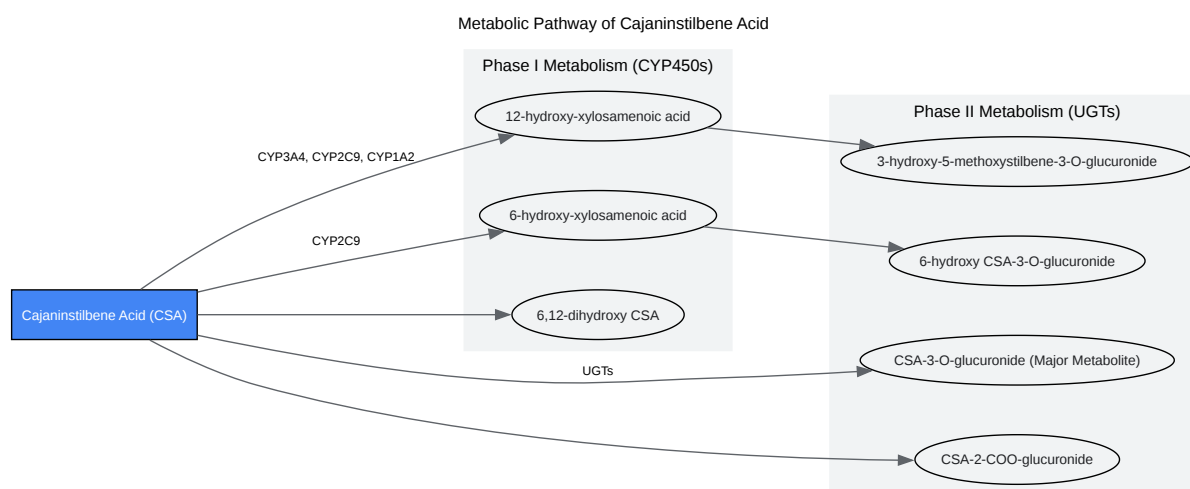 Metabolic Pathway of Cajaninstilbene Acid
Phase I Metabolism (CYP450s)
Phase II Metabolism (UGTs)
12-hydroxy-xylosamenoic acid
3-hydroxy-5-methoxystilbene-3-O-glucuronide
CYP3A4, CYP2C9, CYP1A2
6-hydroxy-xylosamenoic acid
CYP2C9
6-hydroxy CSA-3-O-glucuronide
Cajaninstilbene Acid (CSA)
6,12-dihydroxy CSA
CSA-3-O-glucuronide (Major Metabolite)
UGTs
CSA-2-COO-glucuronide